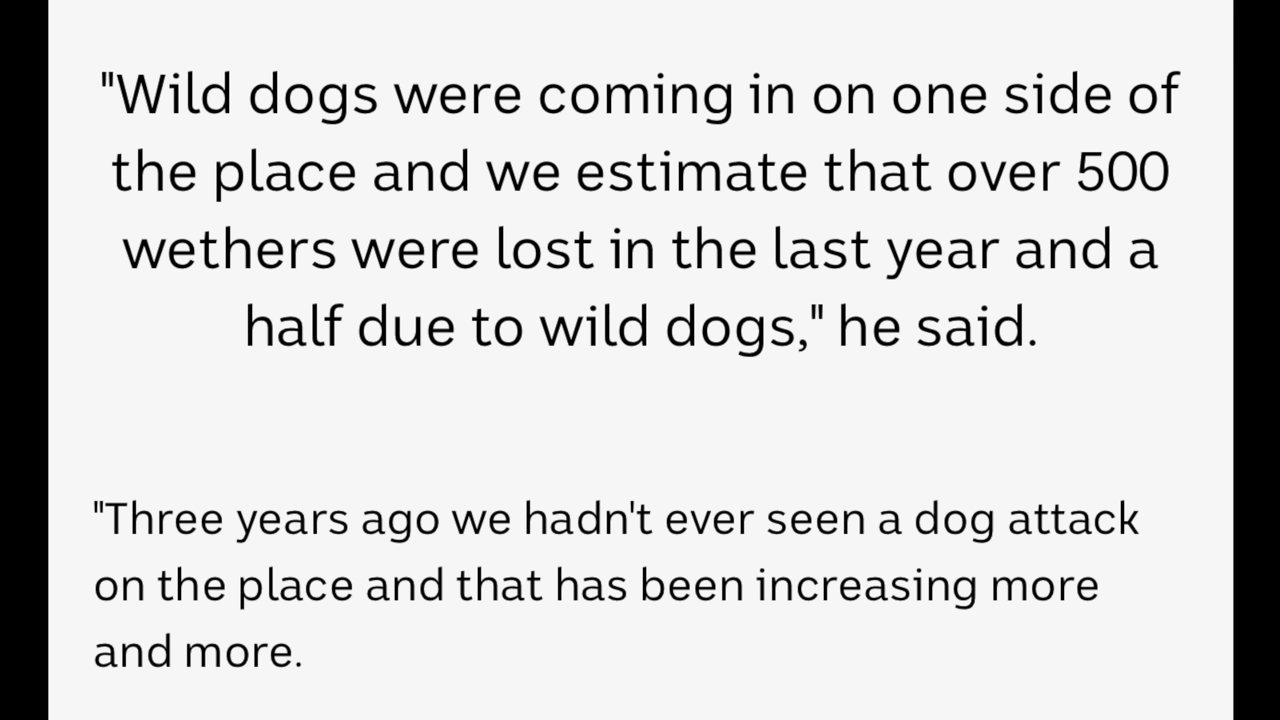 "Wild dogs were coming in on one side of
the place and we estimate that over 500
wethers were lost in the last year and a
half due to wild dogs," he said.
"Three years ago we hadn't ever seen a dog attack
on the place and that has been increasing more
and more.